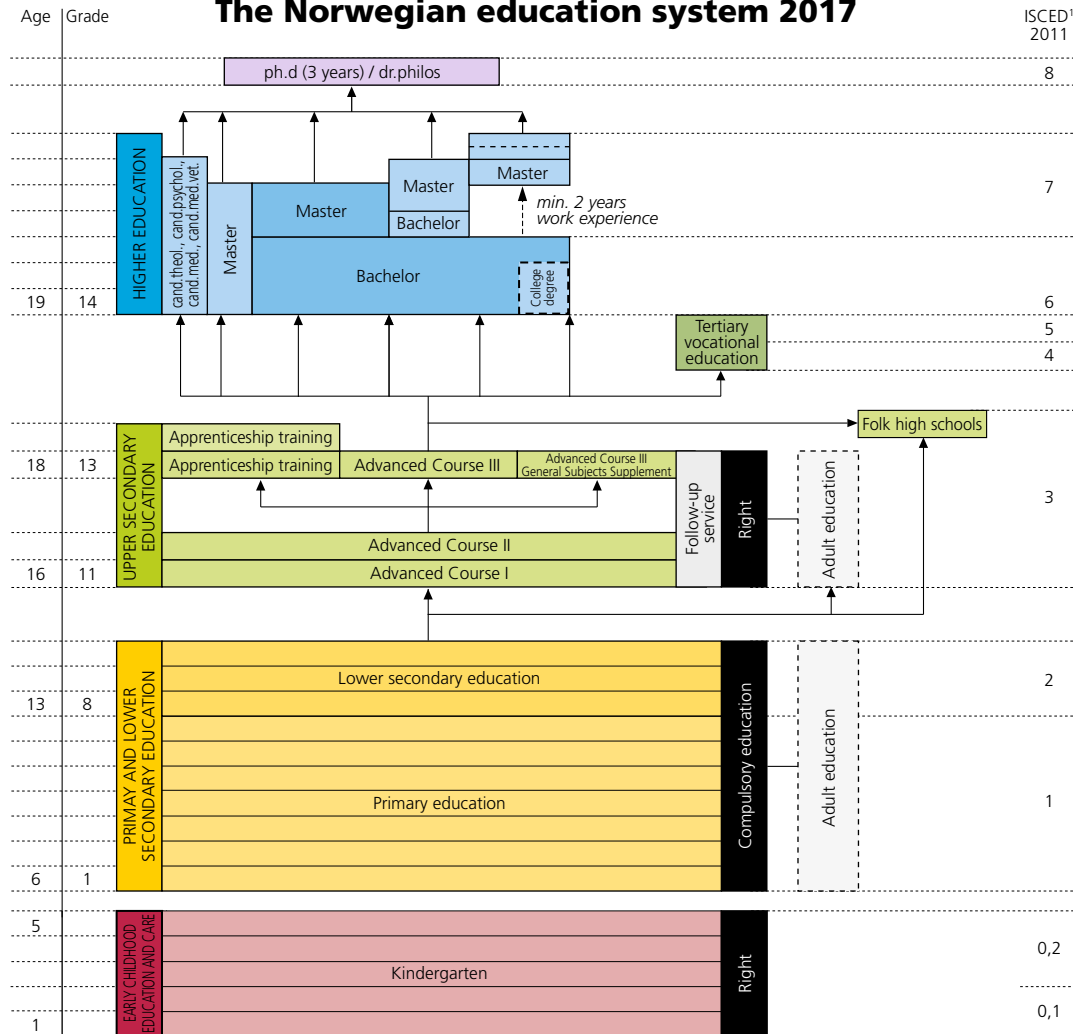 The Norwegian education system 2017
Age
Grade
ISCED¹
2011
ph.d (3 years) / dr.philos
8
HIGHER EDUCATION
cand.theol., cand.psychol.,
cand.med., cand.med.vet.
Master
Master
Master
Bachelor
Master
min. 2 years
work experience
7
Bachelor
College
degree
19
14
6
Tertiary
vocational
education
5
4
UPPER SECONDARY
EDUCATION
Apprenticeship training
Folk high schools
18
13
Apprenticeship training
Advanced Course III
Advanced Course III
General Subjects Supplement
Follow-up
service
Right
Adult education
3
Advanced Course II
16
11
Advanced Course I
PRIMAY AND LOWER
SECONDARY EDUCATION
Lower secondary education
2
13
8
Compulsory education
Adult education
Primary education
1
6
1
5
EARLY CHILDHOOD
EDUCATION AND CARE
Kindergarten
Right
0,2
0,1
1